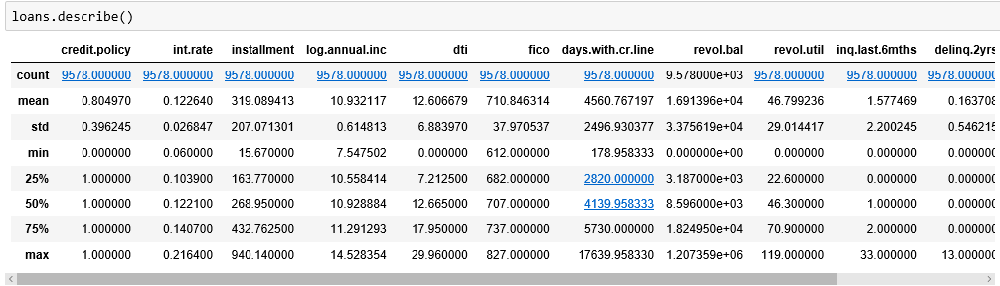 loans.describe()
credit.policy int.rate installment log.annual.inc dti fico days.with.cr.line revol.bal revol.util inq.last.6mths delinq.2yrs
count 9578.000000 9578.000000 9578.000000 9578.000000 9578.000000 9578.000000 9578.000000 9.578000e+03 9578.000000 9578.000000 9578.000000
mean 0.804970 0.122640 319.089413 10.932117 12.606679 710.846314 4560.767197 1.691396e+04 46.799236 1.577469 0.163708
std 0.396245 0.026847 207.071301 0.614813 6.883970 37.970537 2496.930377 3.375619e+04 29.014417 2.200245 0.546215
min 0.000000 0.060000 15.670000 7.547502 0.000000 612.000000 178.958333 0.000000e+00 0.000000 0.000000 0.000000
25% 1.000000 0.103900 163.770000 10.558414 7.212500 682.000000 2820.000000 3.187000e+03 22.600000 0.000000 0.000000
50% 1.000000 0.122100 268.950000 10.928884 12.665000 707.000000 4139.958333 8.596000e+03 46.300000 1.000000 0.000000
75% 1.000000 0.140700 432.762500 11.291293 17.950000 737.000000 5730.000000 1.824950e+04 70.900000 2.000000 0.000000
max 1.000000 0.216400 940.140000 14.528354 29.960000 827.000000 17639.958330 1.207359e+06 119.000000 33.000000 13.000000